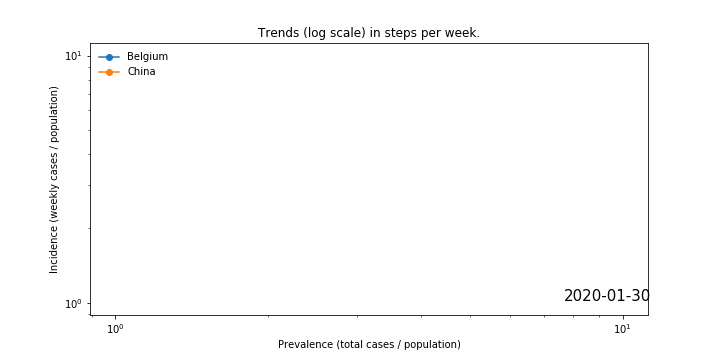 Trends (log scale) in steps per week.
10¹
Belgium
China
Incidence (weekly cases / population)
10⁰
2020-01-30
10⁰
10¹
Prevalence (total cases / population)